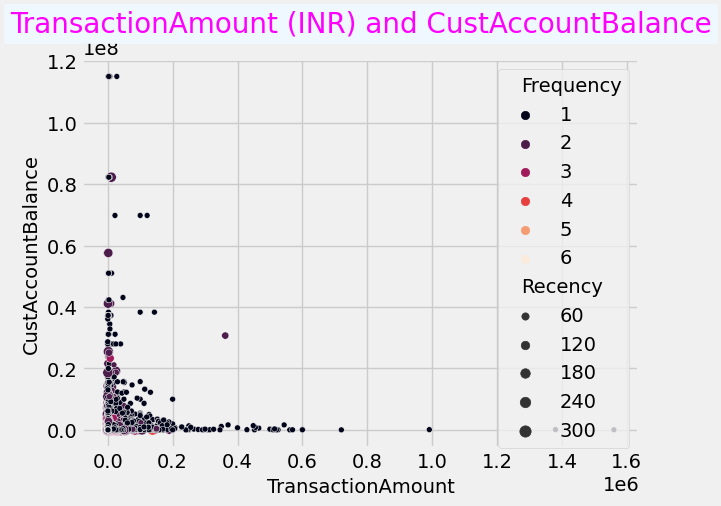 TransactionAmount (INR) and CustAccountBalance
1e8
1.2
1.0
0.8
0.6
0.4
0.2
0.0
CustAccountBalance
Frequency
1
2
3
4
5
6
Recency
60
120
180
240
300
0.0 0.2 0.4 0.6 0.8 1.0 1.2 1.4 1.6
1e6
TransactionAmount